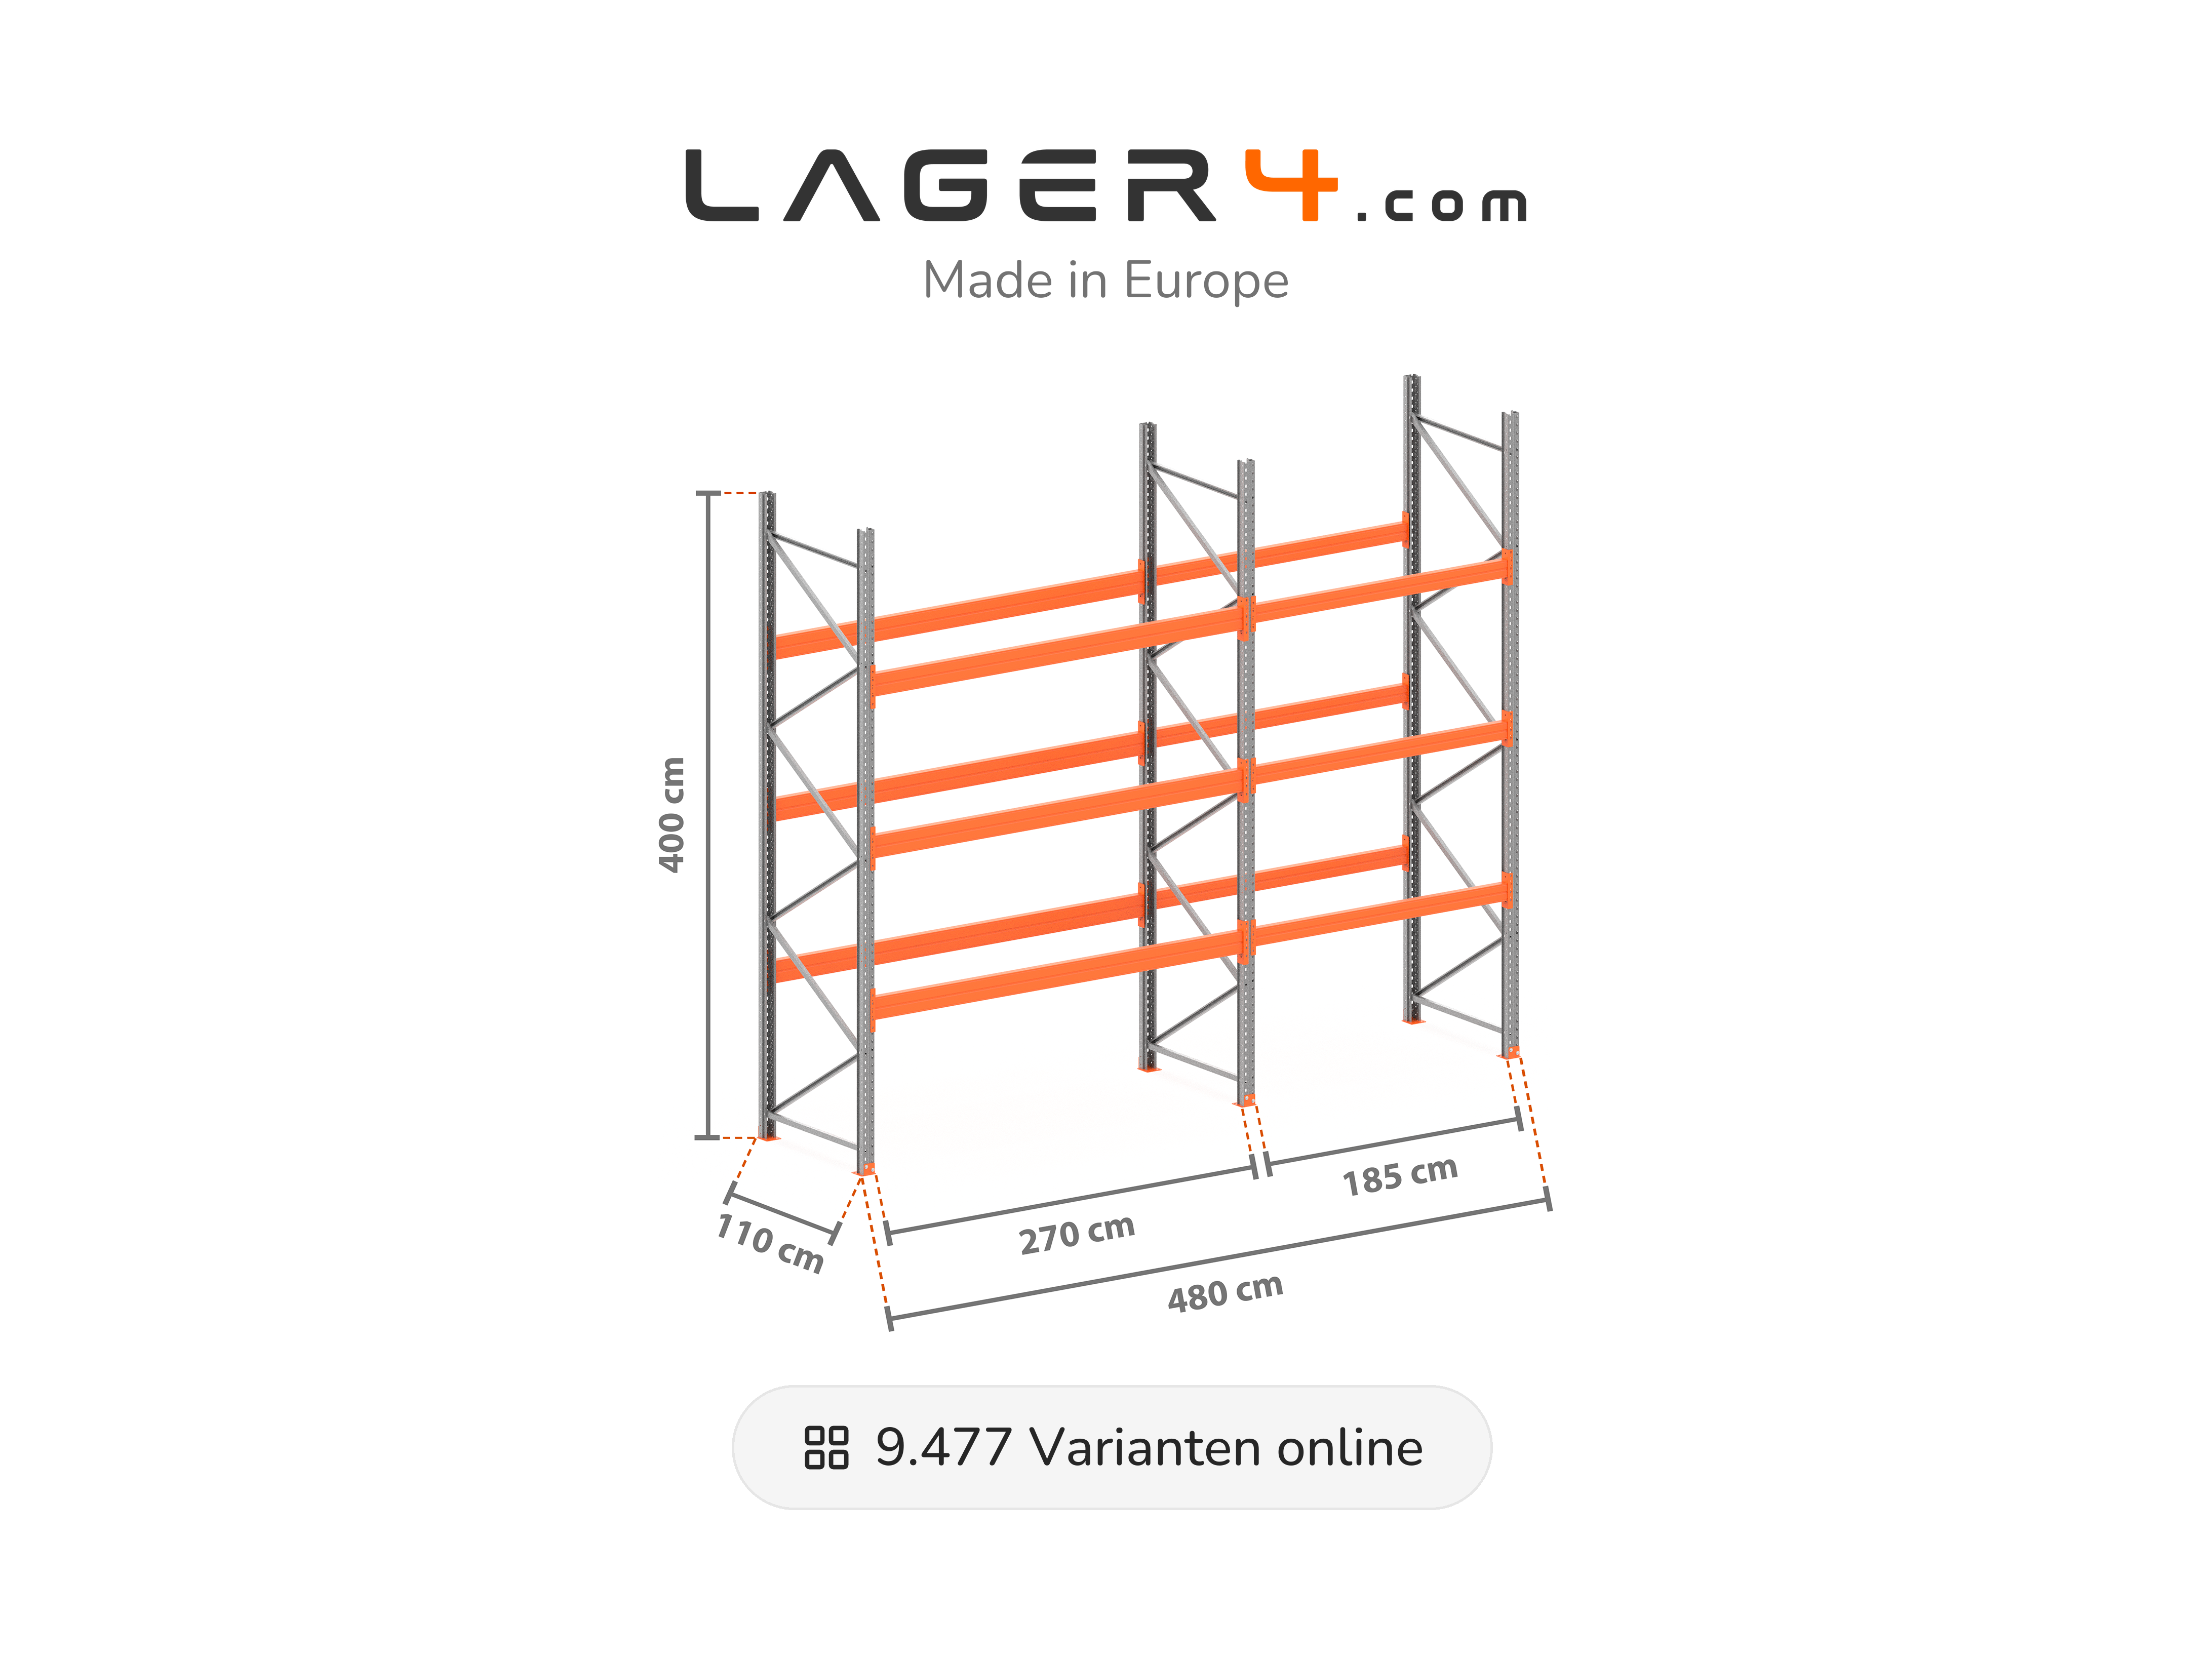 LAGER4.com
Made in Europe
400 cm
110 cm
270 cm
185 cm
480 cm
9.477 Varianten online